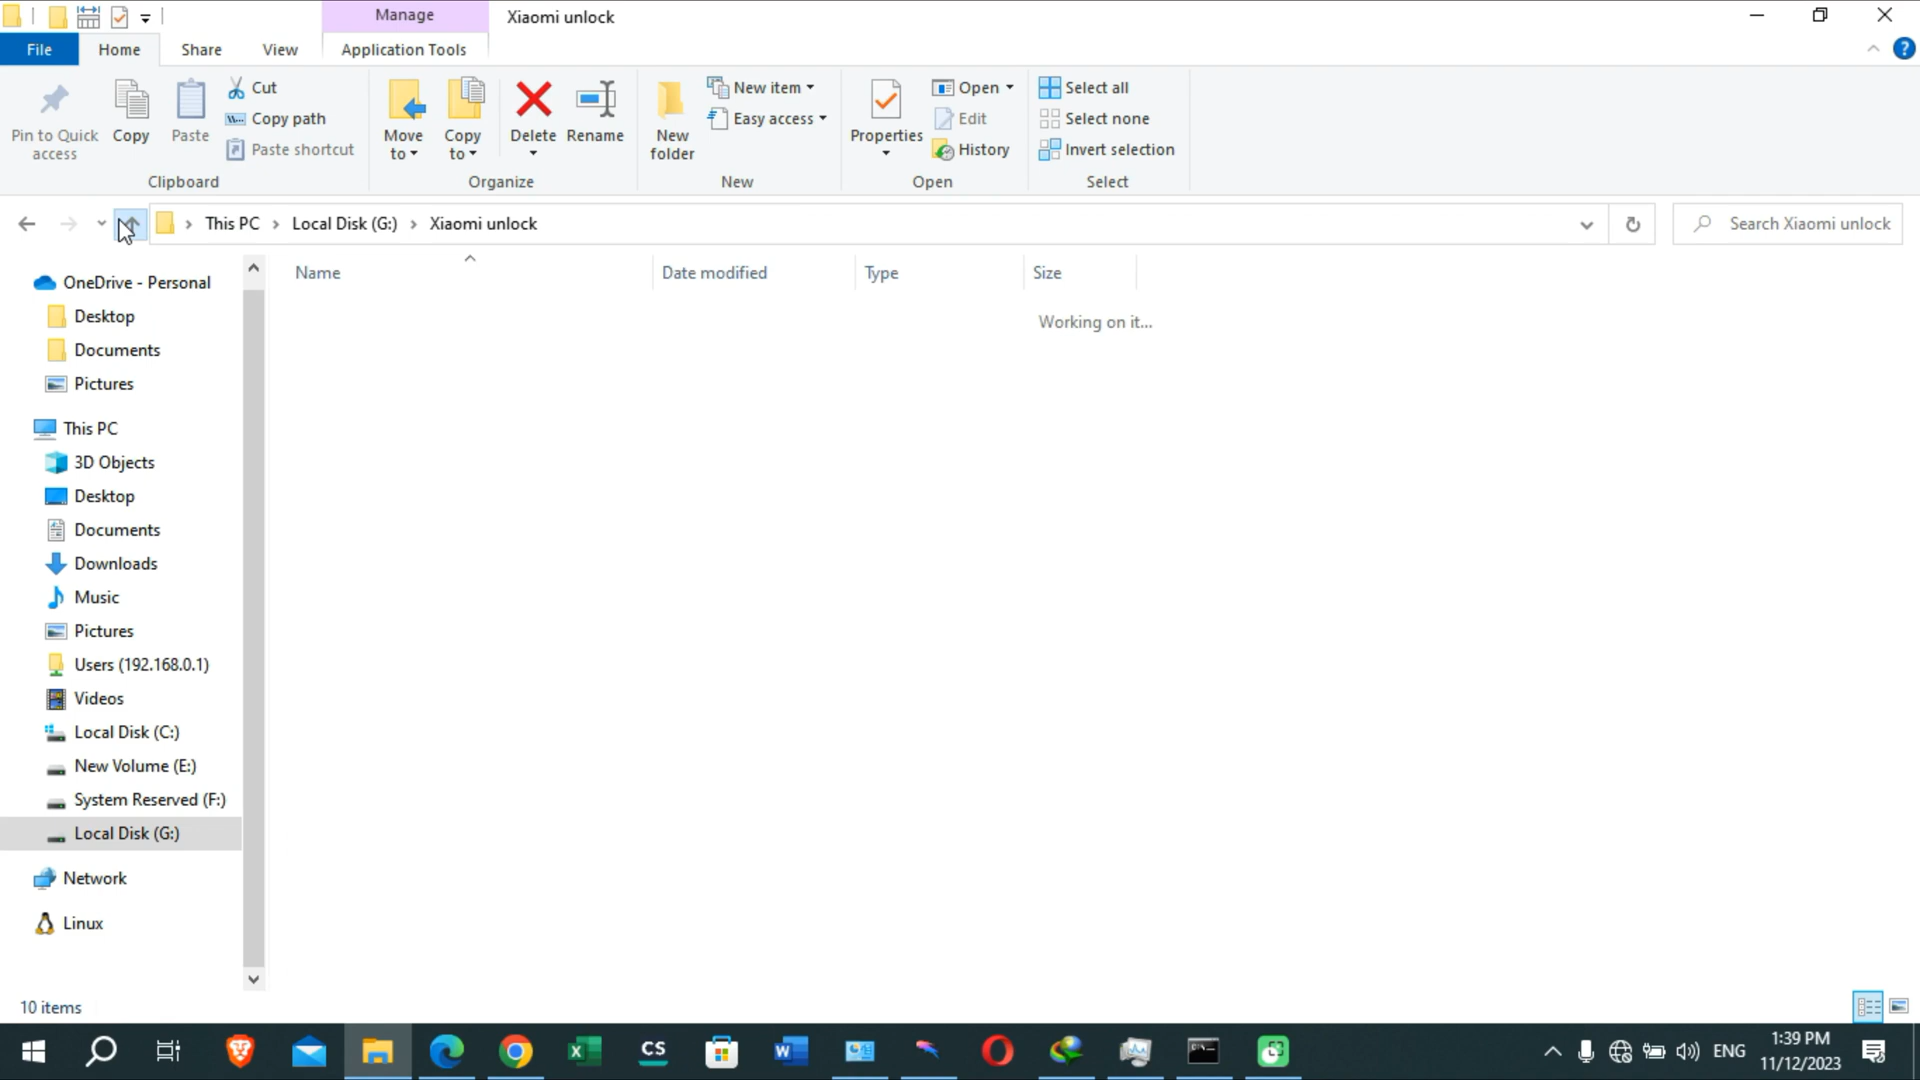 Manage
Xiaomi unlock
File
Home
Share
View
Application Tools
Pin to Quick access
Copy
Paste
Cut
Copy path
Paste shortcut
Clipboard
Move to
Copy to
Delete
Rename
Organize
New folder
New item
Easy access
New
Properties
Open
Edit
History
Open
Select all
Select none
Invert selection
Select
This PC
Local Disk (G:)
Xiaomi unlock
Search Xiaomi unlock
Name
Date modified
Type
Size
Working on it...
OneDrive - Personal
Desktop
Documents
Pictures
This PC
3D Objects
Desktop
Documents
Downloads
Music
Pictures
Users (192.168.0.1)
Videos
Local Disk (C:)
New Volume (E:)
System Reserved (F:)
Local Disk (G:)
Network
Linux
10 items
CS
ENG
1:39 PM
11/12/2023